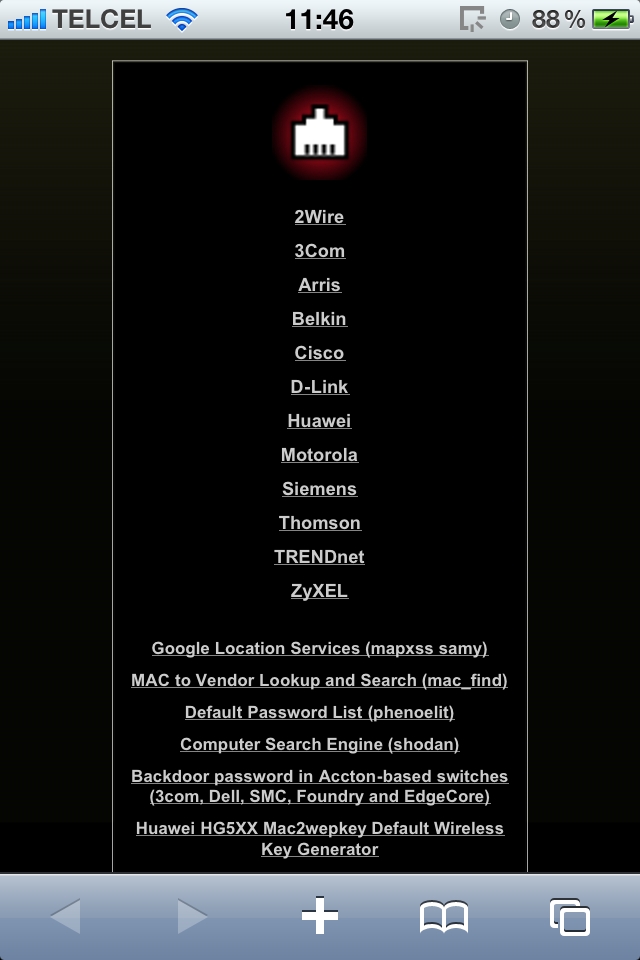 TELCEL 11:46 88 %
2Wire
3Com
Arris
Belkin
Cisco
D-Link
Huawei
Motorola
Siemens
Thomson
TRENDnet
ZyXEL
Google Location Services (mapxss samy)
MAC to Vendor Lookup and Search (mac_find)
Default Password List (phenoelit)
Computer Search Engine (shodan)
Backdoor password in Accton-based switches
(3com, Dell, SMC, Foundry and EdgeCore)
Huawei HG5XX Mac2wepkey Default Wireless
Key Generator